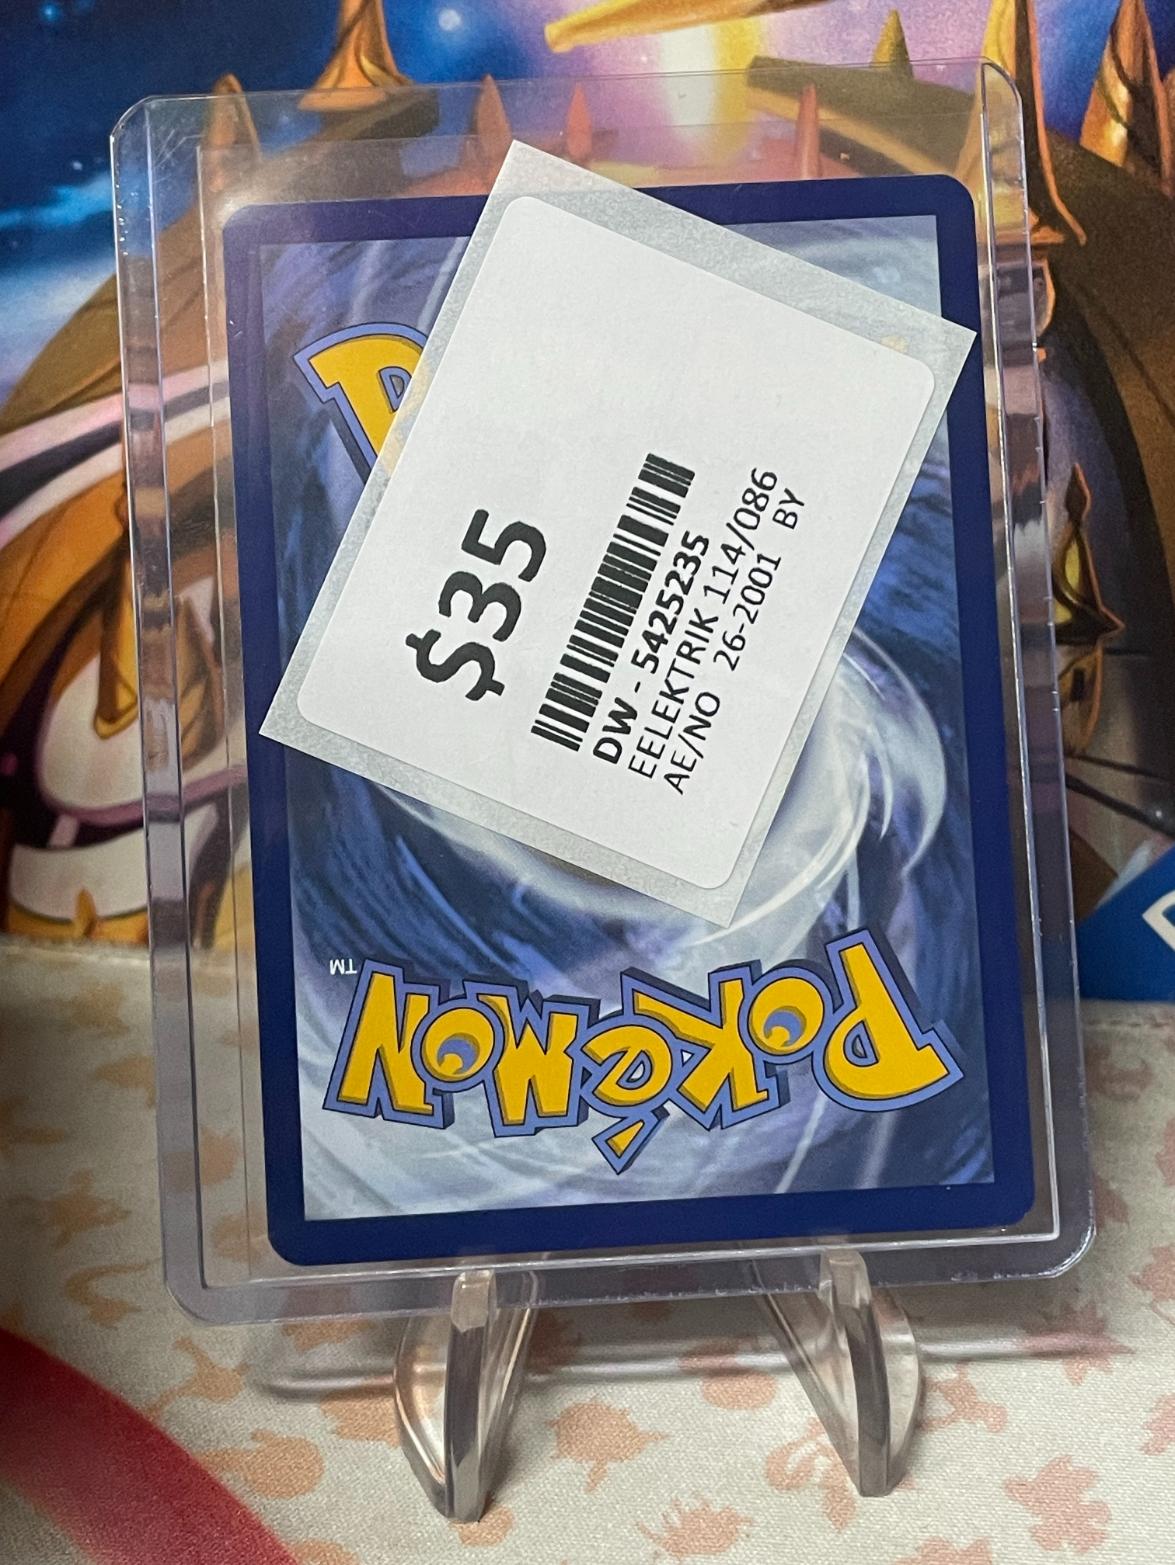 $35
DW - 5425235
EELEKTRIK 114/086
AE/NO 26-2001 BY
P
POKéMON
TM